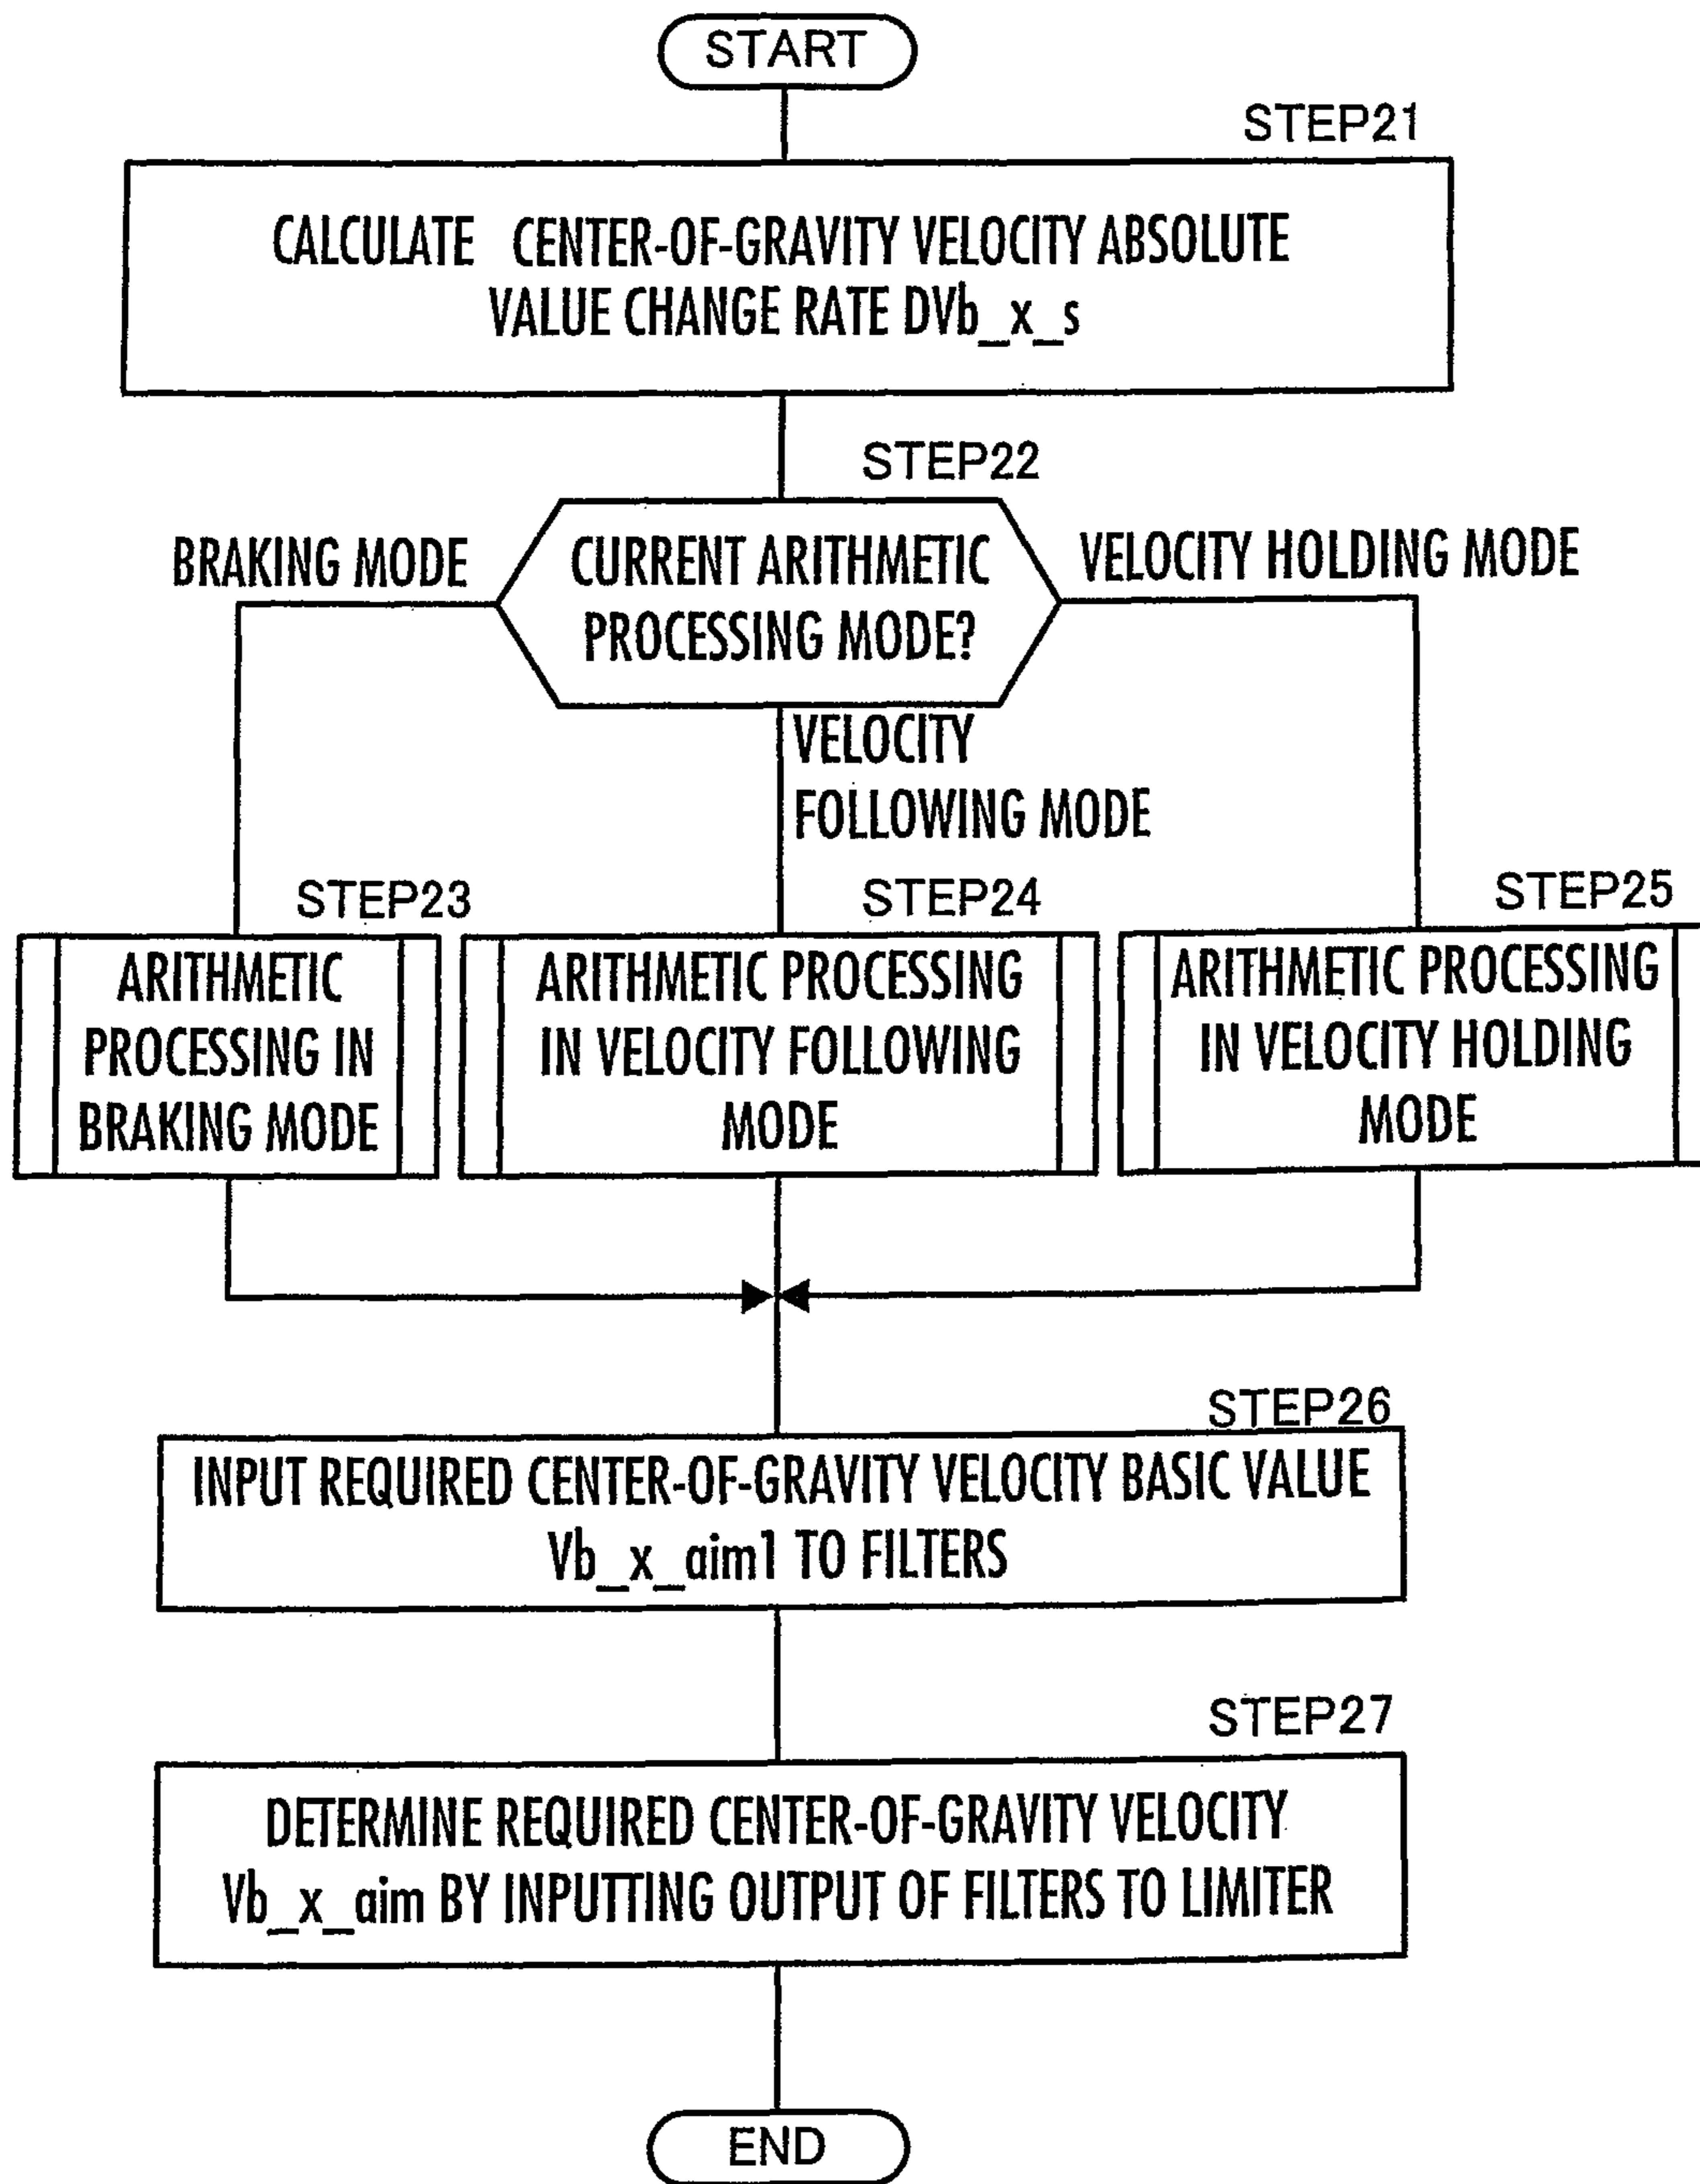 START
STEP21
CALCULATE CENTER-OF-GRAVITY VELOCITY ABSOLUTE
VALUE CHANGE RATE DVb_x_s
STEP22
CURRENT ARITHMETIC
PROCESSING MODE?
BRAKING MODE
VELOCITY HOLDING MODE
VELOCITY
FOLLOWING MODE
STEP23
ARITHMETIC
PROCESSING IN
BRAKING MODE
STEP24
ARITHMETIC PROCESSING
IN VELOCITY FOLLOWING
MODE
STEP25
ARITHMETIC PROCESSING
IN VELOCITY HOLDING
MODE
STEP26
INPUT REQUIRED CENTER-OF-GRAVITY VELOCITY BASIC VALUE
Vb_x_aim1 TO FILTERS
STEP27
DETERMINE REQUIRED CENTER-OF-GRAVITY VELOCITY
Vb_x_aim BY INPUTTING OUTPUT OF FILTERS TO LIMITER
END